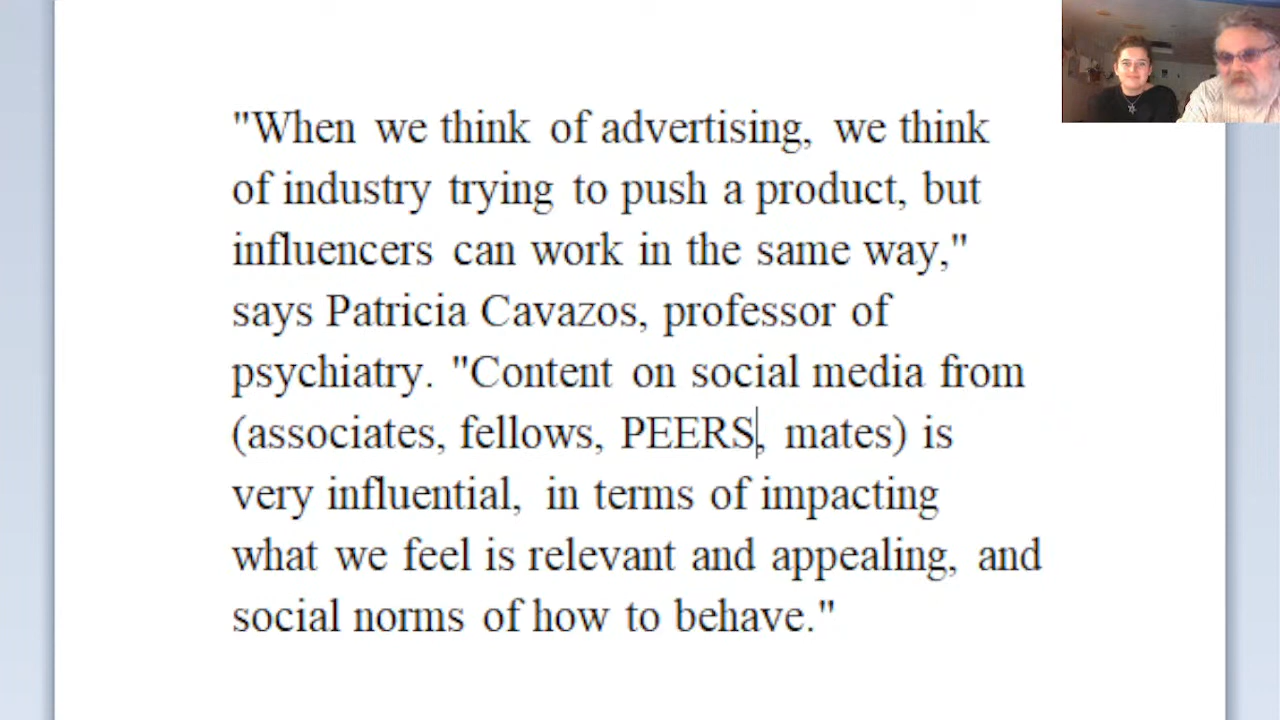 "When we think of advertising, we think
of industry trying to push a product, but
influencers can work in the same way,"
says Patricia Cavazos, professor of
psychiatry. "Content on social media from
(associates, fellows, PEERS, mates) is
very influential, in terms of impacting
what we feel is relevant and appealing, and
social norms of how to behave."